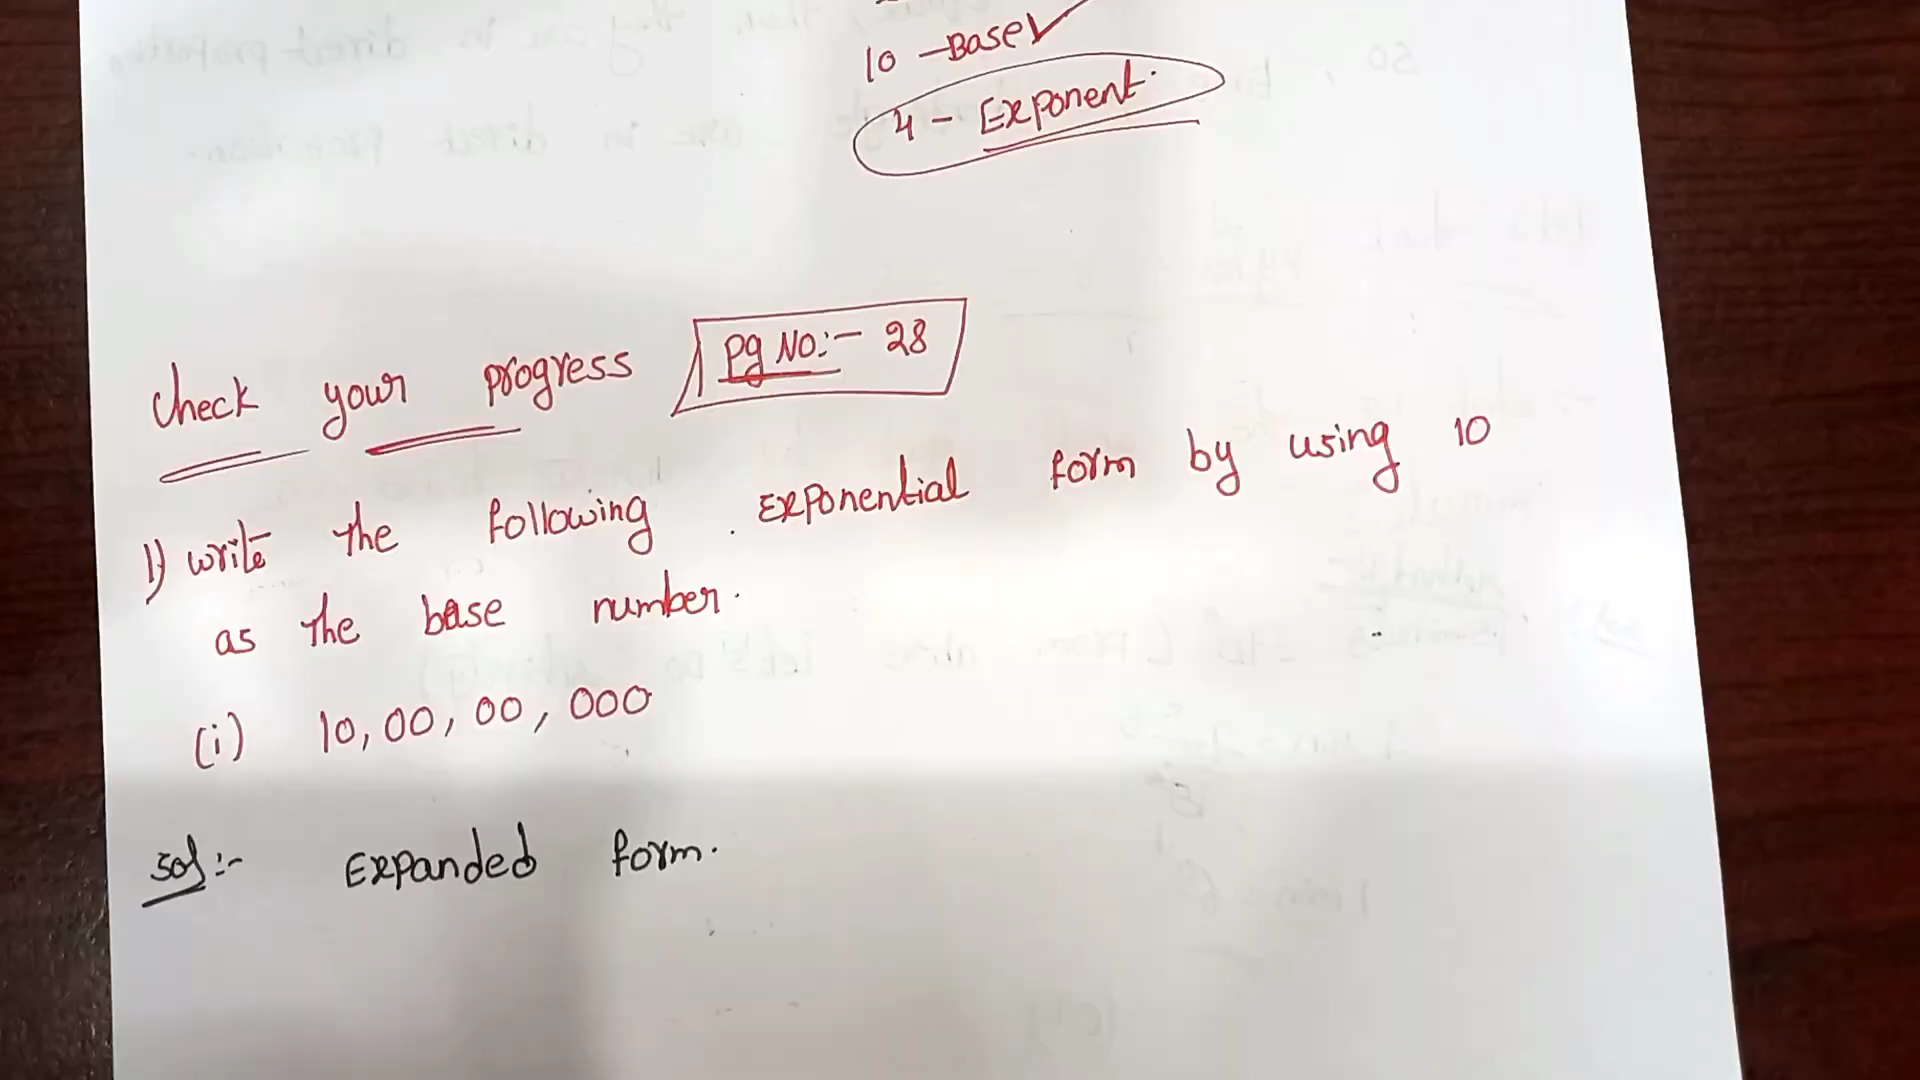 10 -Base✓
4 - Exponent.
Check your progress Pg No:- 28
1) write the following exponential form by using 10
as the base number.
(i) 10,00,00,000
Sol:- Expanded form.